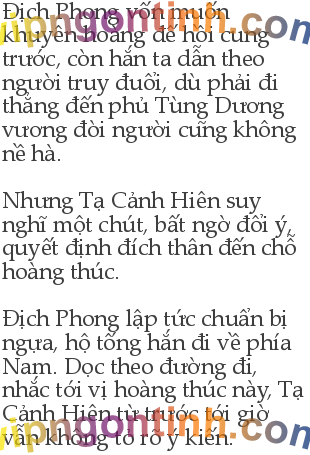 Địch Phong vốn muốn
khuyên hoàng đế hồi cung
trước, còn hắn ta dẫn theo
người truy đuổi, dù phải đi
thẳng đến phủ Tùng Dương
vương đòi người cũng không
nề hà.
Nhưng Tạ Cảnh Hiên suy
nghĩ một chút, bất ngờ đổi ý,
quyết định đích thân đến chỗ
hoàng thúc.
Địch Phong lập tức chuẩn bị
ngựa, hộ tống hắn đi về phía
Nam. Dọc theo đường đi,
nhắc tới vị hoàng thúc này, Tạ
Cảnh Hiên từ trước tới giờ
vẫn không tỏ rõ ý kiến.
vipngontinh.com
vipngontinh.com